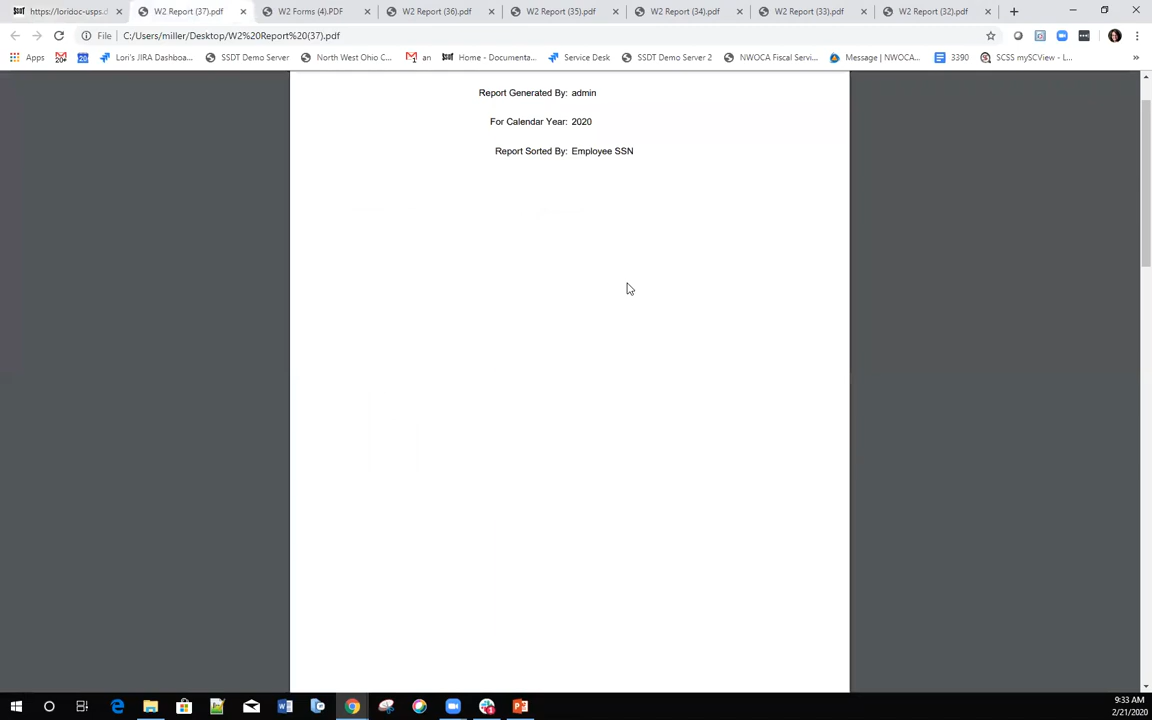 https://loridoc-usps.c
W2 Report (37).pdf
W2 Forms (4).PDF
W2 Report (36).pdf
W2 Report (35).pdf
W2 Report (34).pdf
W2 Report (33).pdf
W2 Report (32).pdf
File
C:/Users/miller/Desktop/W2%20Report%20(37).pdf
Apps
Lori's JIRA Dashboa...
SSDT Demo Server
North West Ohio C...
an
Home - Documenta...
Service Desk
SSDT Demo Server 2
NWOCA Fiscal Servi...
Message | NWOCA...
3390
SCSS mySCView - L...
Report Generated By: admin
For Calendar Year: 2020
Report Sorted By: Employee SSN
9:33 AM
2/21/2020